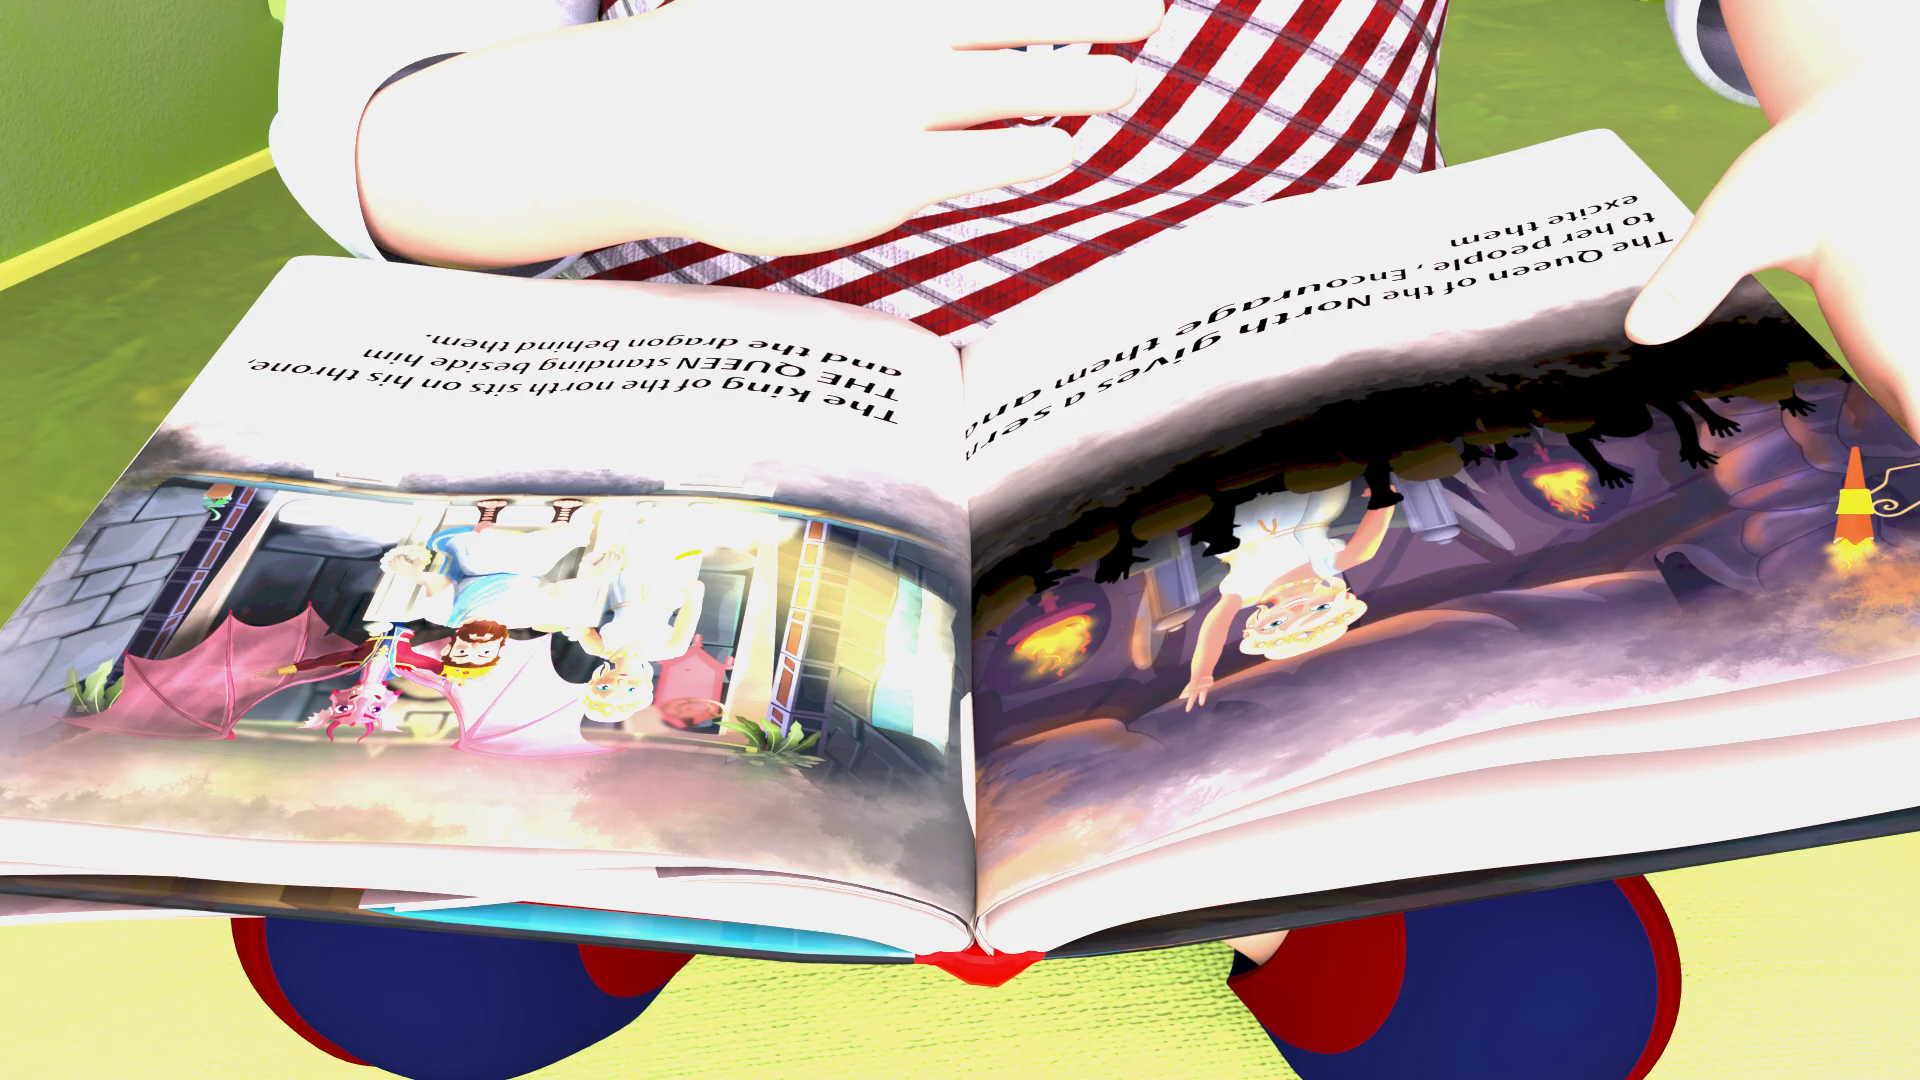 The Queen of the North gives a
to her people , Encourage them and
excite them
The king of the north sits on his throne,
THE QUEEN standing beside him
and the dragon behind them.